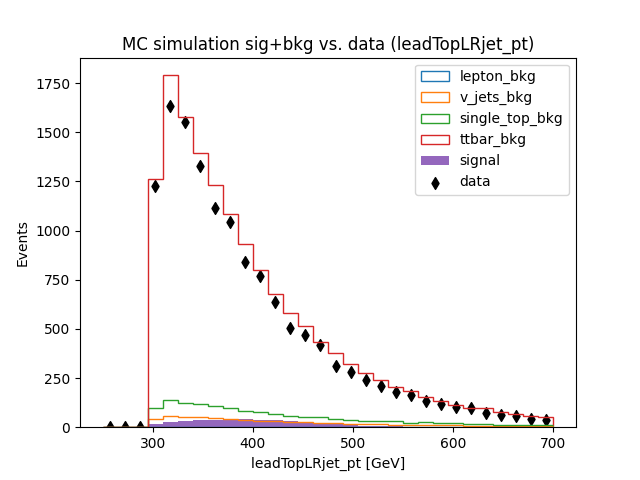 MC simulation sig+bkg vs. data (leadTopLRjet_pt)
lepton_bkg
v_jets_bkg
single_top_bkg
ttbar_bkg
signal
data
Events
1750
1500
1250
1000
750
500
250
0
300 400 500 600 700
leadTopLRjet_pt [GeV]